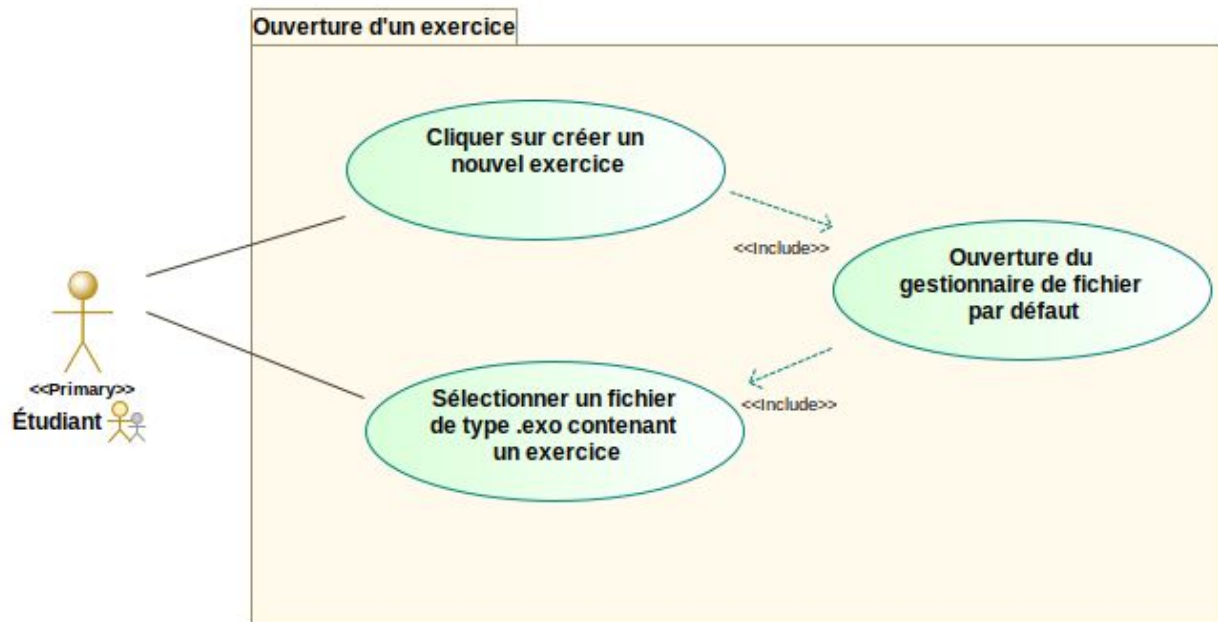 Ouverture d'un exercice
Cliquer sur créer un
nouvel exercice
<<Include>>
Ouverture du
gestionnaire de fichier
par défaut
<<Primary>>
Étudiant
Sélectionner un fichier
de type .exo contenant
un exercice
<<Include>>